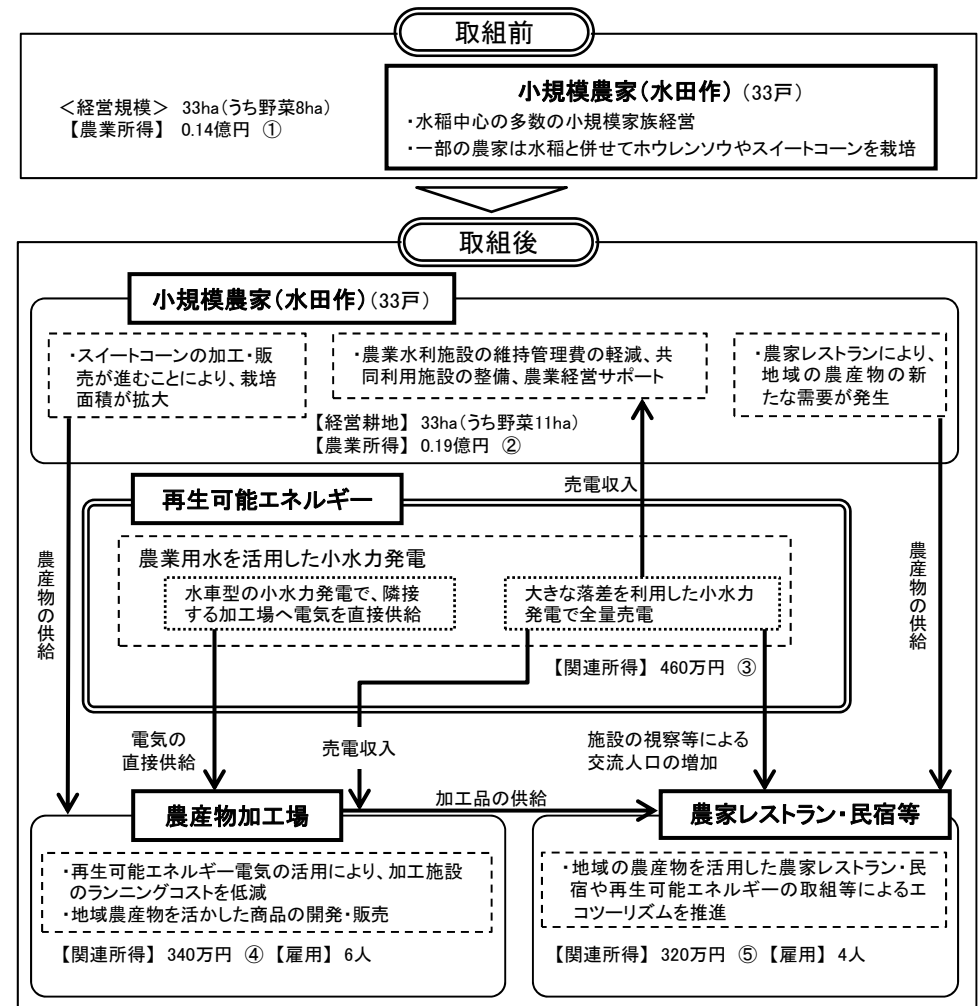 取組前
<経営規模> 33ha(うち野菜8ha)
【農業所得】 0.14億円 ①
小規模農家(水田作)(33戸)
・水稲中心の多数の小規模家族経営
・一部の農家は水稲と併せてホウレンソウやスイートコーンを栽培
取組後
小規模農家(水田作)(33戸)
・スイートコーンの加工・販
売が進むことにより、栽培
面積が拡大
・農業水利施設の維持管理費の軽減、共
同利用施設の整備、農業経営サポート
・農家レストランにより、
地域の農産物の新
たな需要が発生
【経営耕地】 33ha(うち野菜11ha)
【農業所得】 0.19億円 ②
売電収入
再生可能エネルギー
農産物の供給
農産物の供給
農業用水を活用した小水力発電
水車型の小水力発電で、隣接
する加工場へ電気を直接供給
大きな落差を利用した小水力
発電で全量売電
【関連所得】 460万円 ③
電気の
直接供給
売電収入
施設の視察等による
交流人口の増加
農産物加工場
加工品の供給
農家レストラン・民宿等
・再生可能エネルギー電気の活用により、加工施設
のランニングコストを低減
・地域農産物を活かした商品の開発・販売
【関連所得】 340万円 ④ 【雇用】 6人
・地域の農産物を活用した農家レストラン・民
宿や再生可能エネルギーの取組等によるエ
コツーリズムを推進
【関連所得】 320万円 ⑤ 【雇用】 4人